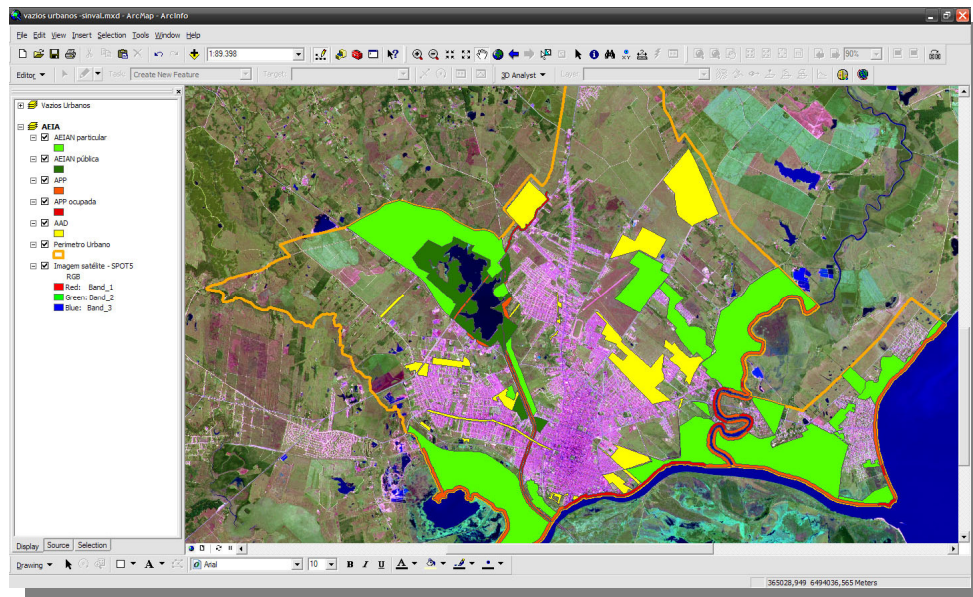 vazios urbanos -sinval.mxd - ArcMap - ArcInfo
File Edit View Insert Selection Tools Window Help
1:89.398
90%
Editor Task: Create New Feature Target: 3D Analyst Layer:
Vazios Urbanos
AEIA
AEIAN particular
AEIAN pública
APP
APP ocupada
AAD
Perimetro Urbano
Imagem satélite - SPOT5
RGB
Red: Band_1
Green: Band_2
Blue: Band_3
Display Source Selection
Drawing A Arial 10 B I U A
365028,949 6494036,565 Meters